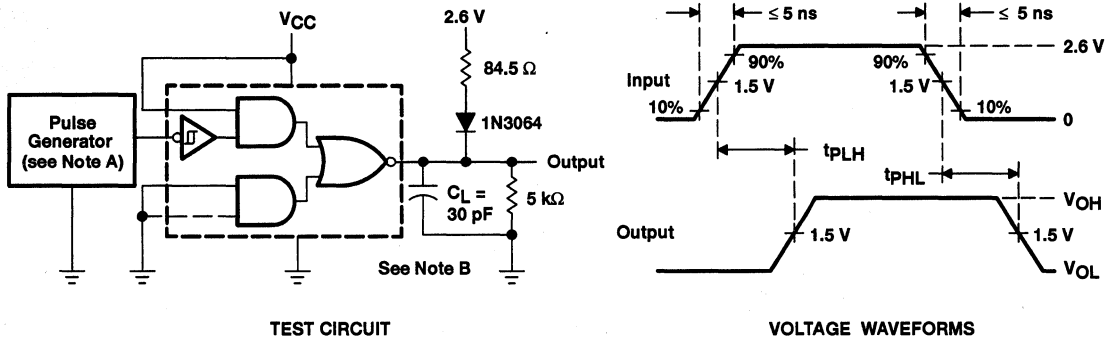 VCC
2.6 V
84.5 Ω
1N3064
Pulse
Generator
(see Note A)
Output
CL =
30 pF
5 kΩ
See Note B
TEST CIRCUIT
≤ 5 ns
≤ 5 ns
2.6 V
90%
90%
Input
1.5 V
1.5 V
10%
10%
0
tPLH
tPHL
VOH
Output
1.5 V
1.5 V
VOL
VOLTAGE WAVEFORMS